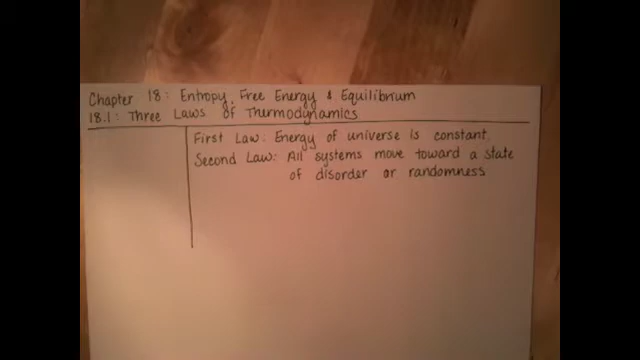 Chapter 18: Entropy, Free Energy & Equilibrium
18.1: Three Laws of Thermodynamics
First Law: Energy of universe is constant.
Second Law: All systems move toward a state
of disorder or randomness